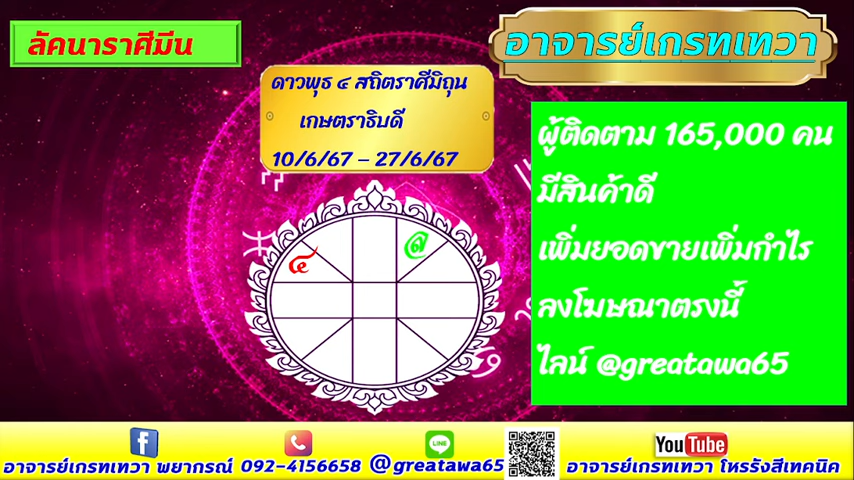 ลัคนาราศีมีน
อาจารย์เกรทเทวา
ดาวพุธ ๔ สถิตราศีมิถุน
เกษตราธิบดี
10/6/67 – 27/6/67
๔
ล
ผู้ติดตาม 165,000 คน
มีสินค้าดี
เพิ่มยอดขายเพิ่มกำไร
ลงโฆษณาตรงนี้
ไลน์ @greatawa65
f
LINE
YouTube
อาจารย์เกรทเทวา พยากรณ์ 092-4156658 @greatawa65 อาจารย์เกรทเทวา โหรรังสีเทคนิค